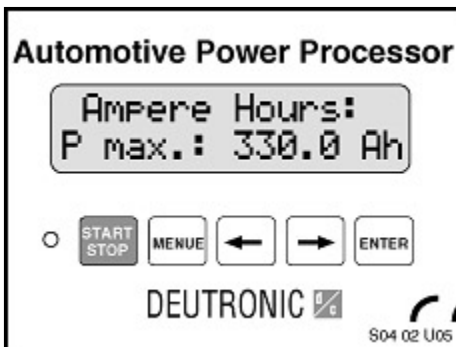 Automotive Power Processor
Ampere Hours:
P max.: 330.0 Ah
START STOP MENUE ENTER
DEUTRONIC d/c
S04 02 U05